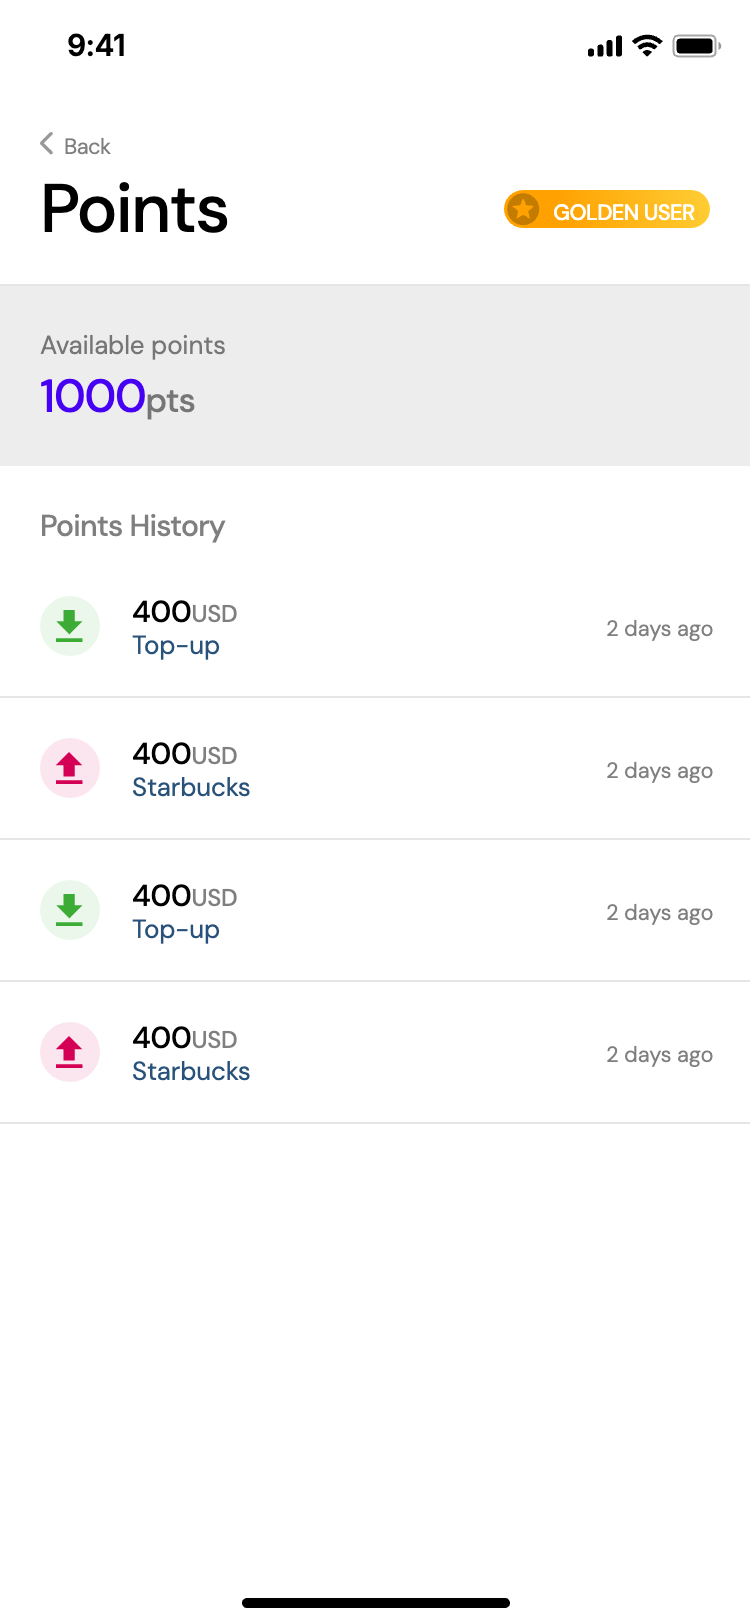 9:41
Back
Points
GOLDEN USER
Available points
1000pts
Points History
400USD
Top-up
2 days ago
400USD
Starbucks
2 days ago
400USD
Top-up
2 days ago
400USD
Starbucks
2 days ago